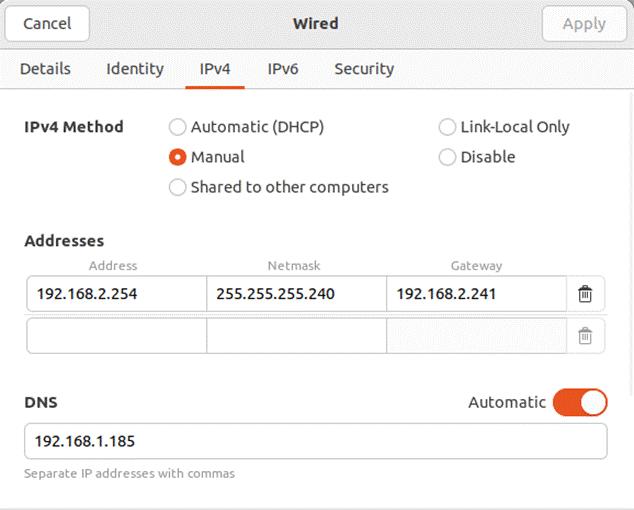 Cancel Wired Apply
Details Identity IPv4 IPv6 Security
IPv4 Method Automatic (DHCP) Link-Local Only
Manual Disable
Shared to other computers
Addresses
Address Netmask Gateway
192.168.2.254 255.255.255.240 192.168.2.241
DNS Automatic
192.168.1.185
Separate IP addresses with commas